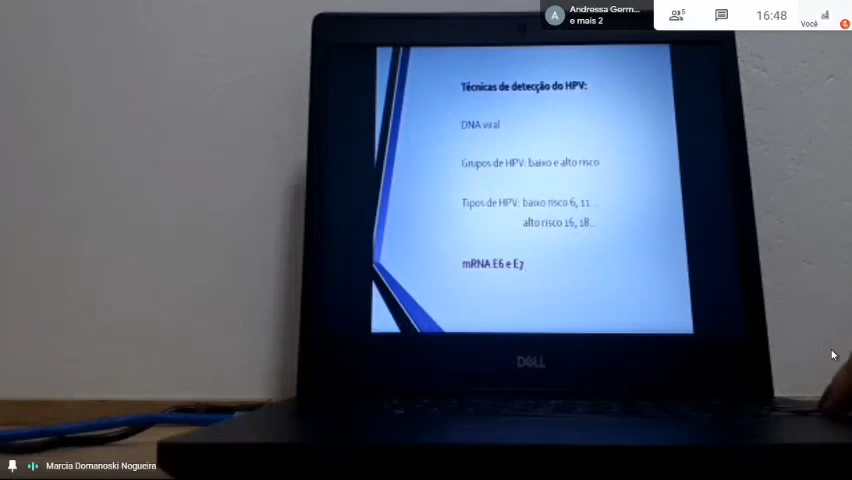 Andressa Germ...
e mais 2
5
16:48
Você
Técnicas de detecção do HPV:
DNA viral
Grupos de HPV: baixo e alto risco
Tipos de HPV: baixo risco 6, 11...
alto risco 16, 18...
mRNA E6 e E7
DELL
A
Marcia Domanoski Nogueira